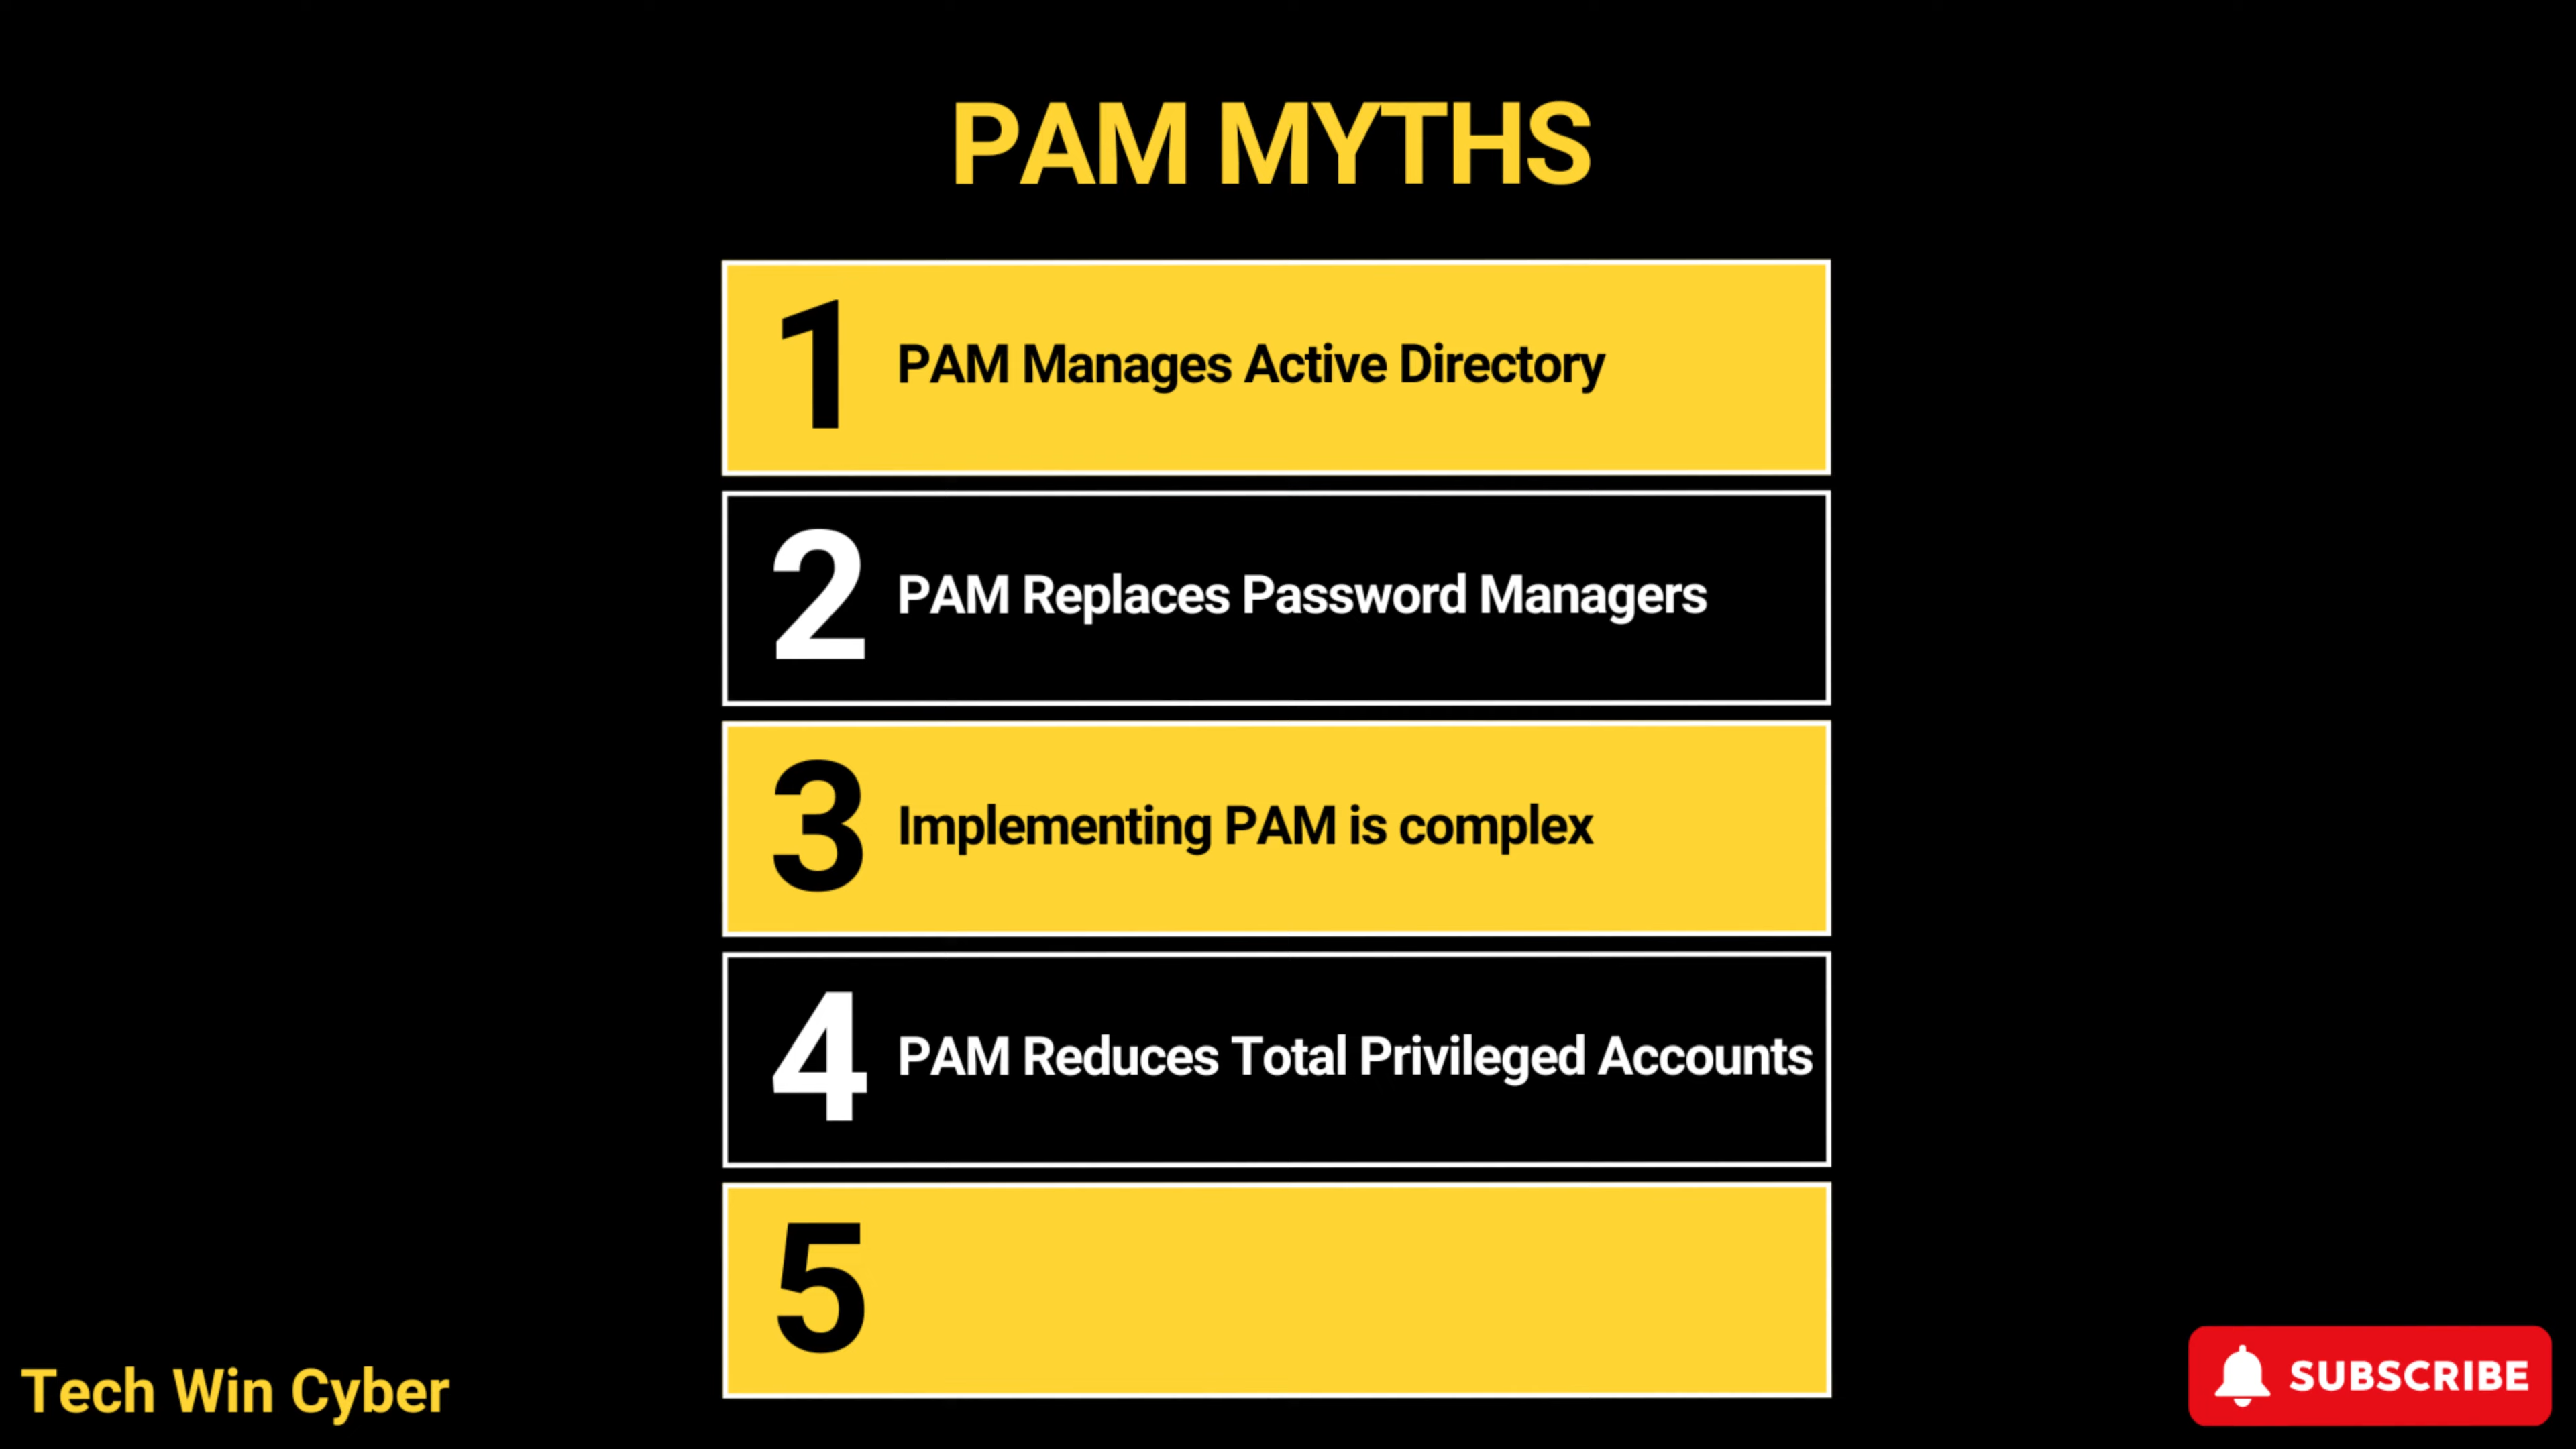 PAM MYTHS
1 PAM Manages Active Directory
2 PAM Replaces Password Managers
3 Implementing PAM is complex
4 PAM Reduces Total Privileged Accounts
5
Tech Win Cyber
SUBSCRIBE